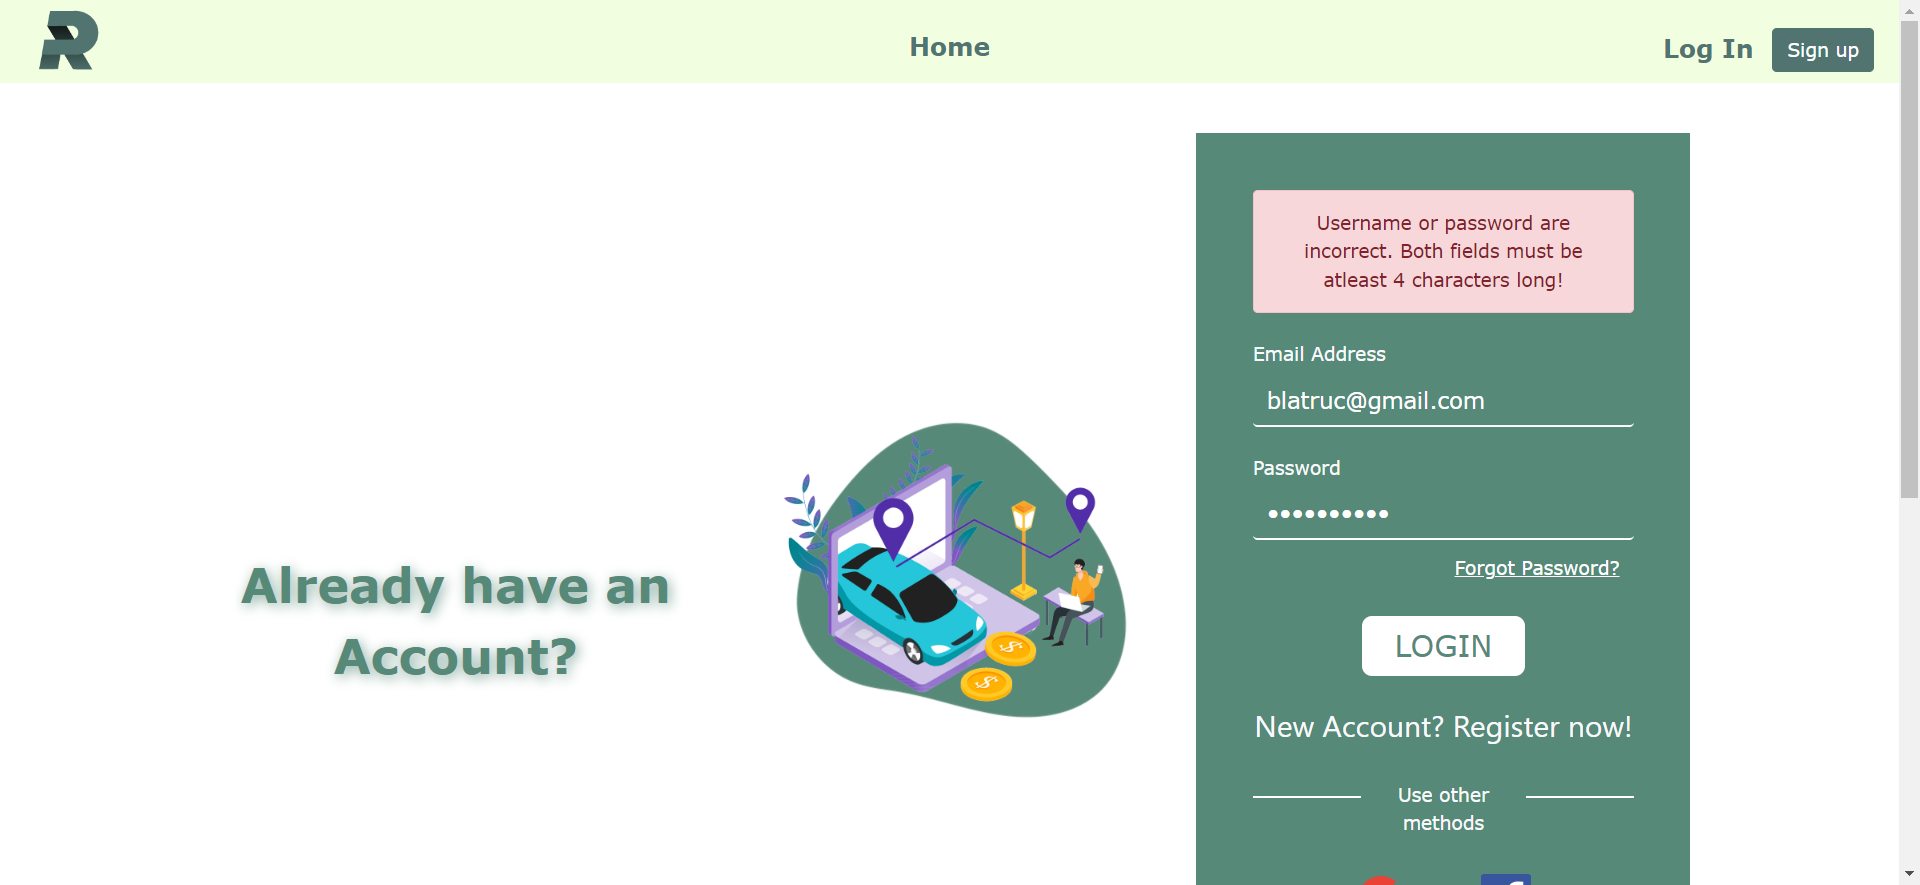 R
Home
Log In
Sign up
Already have an
Account?
Username or password are
incorrect. Both fields must be
atleast 4 characters long!
Email Address
blatruc@gmail.com
Password
••••••••••
Forgot Password?
LOGIN
New Account? Register now!
Use other
methods